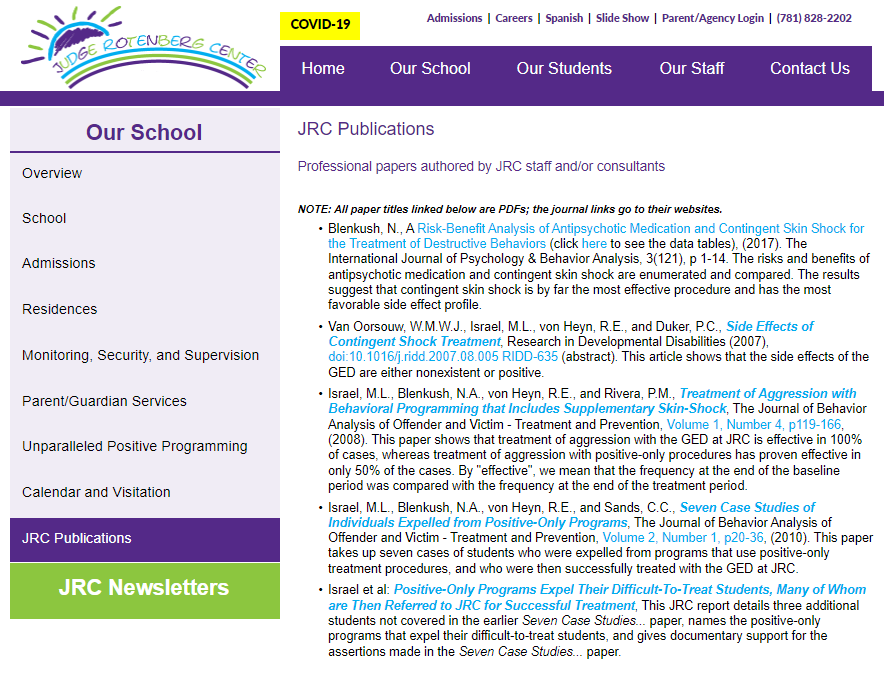 JUDGE ROTENBERG CENTER
COVID-19
Admissions | Careers | Spanish | Slide Show | Parent/Agency Login | (781) 828-2202
Home Our School Our Students Our Staff Contact Us
Our School
Overview
School
Admissions
Residences
Monitoring, Security, and Supervision
Parent/Guardian Services
Unparalleled Positive Programming
Calendar and Visitation
JRC Publications
JRC Newsletters
JRC Publications
Professional papers authored by JRC staff and/or consultants
NOTE: All paper titles linked below are PDFs; the journal links go to their websites.
• Blenkush, N., A Risk-Benefit Analysis of Antipsychotic Medication and Contingent Skin Shock for
the Treatment of Destructive Behaviors (click here to see the data tables), (2017). The
International Journal of Psychology & Behavior Analysis, 3(121), p 1-14. The risks and benefits of
antipsychotic medication and contingent skin shock are enumerated and compared. The results
suggest that contingent skin shock is by far the most effective procedure and has the most
favorable side effect profile.
• Van Oorsouw, W.M.W.J., Israel, M.L., von Heyn, R.E., and Duker, P.C., Side Effects of
Contingent Shock Treatment, Research in Developmental Disabilities (2007),
doi:10.1016/j.ridd.2007.08.005 RIDD-635 (abstract). This article shows that the side effects of the
GED are either nonexistent or positive.
• Israel, M.L., Blenkush, N.A., von Heyn, R.E., and Rivera, P.M., Treatment of Aggression with
Behavioral Programming that Includes Supplementary Skin-Shock, The Journal of Behavior
Analysis of Offender and Victim - Treatment and Prevention, Volume 1, Number 4, p119-166,
(2008). This paper shows that treatment of aggression with the GED at JRC is effective in 100%
of cases, whereas treatment of aggression with positive-only procedures has proven effective in
only 50% of the cases. By "effective", we mean that the frequency at the end of the baseline
period was compared with the frequency at the end of the treatment period.
• Israel, M.L., Blenkush, N.A., von Heyn, R.E., and Sands, C.C., Seven Case Studies of
Individuals Expelled from Positive-Only Programs, The Journal of Behavior Analysis of
Offender and Victim - Treatment and Prevention, Volume 2, Number 1, p20-36, (2010). This paper
takes up seven cases of students who were expelled from programs that use positive-only
treatment procedures, and who were then successfully treated with the GED at JRC.
• Israel et al: Positive-Only Programs Expel Their Difficult-To-Treat Students, Many of Whom
are Then Referred to JRC for Successful Treatment, This JRC report details three additional
students not covered in the earlier Seven Case Studies... paper, names the positive-only
programs that expel their difficult-to-treat students, and gives documentary support for the
assertions made in the Seven Case Studies... paper.